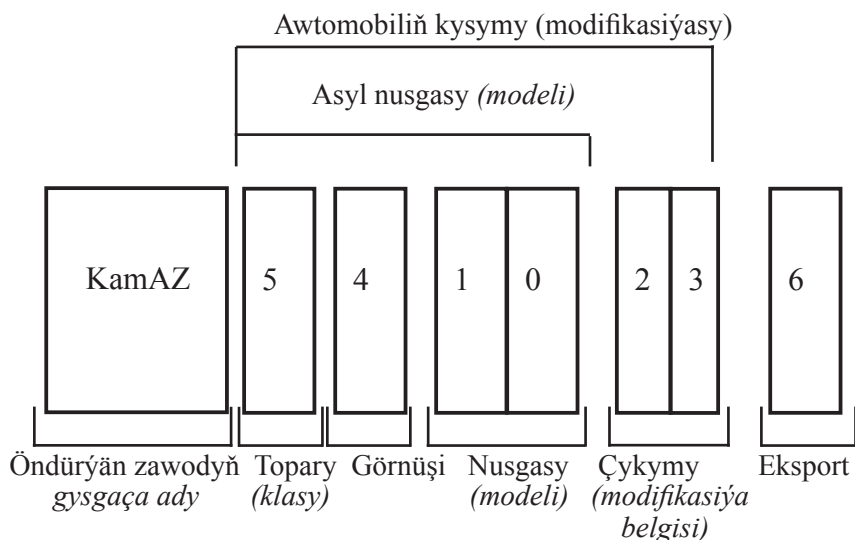 Awtomobiliň kysymy (modifikasiýasy)
Asyl nusgasy (modeli)
KamAZ 5 4 1 0 2 3 6
Öndürýän zawodyň Topary Görnüşi Nusgasy Çykymy Eksport
gysgaça ady (klasy) (modeli) (modifikasiýa
belgisi)